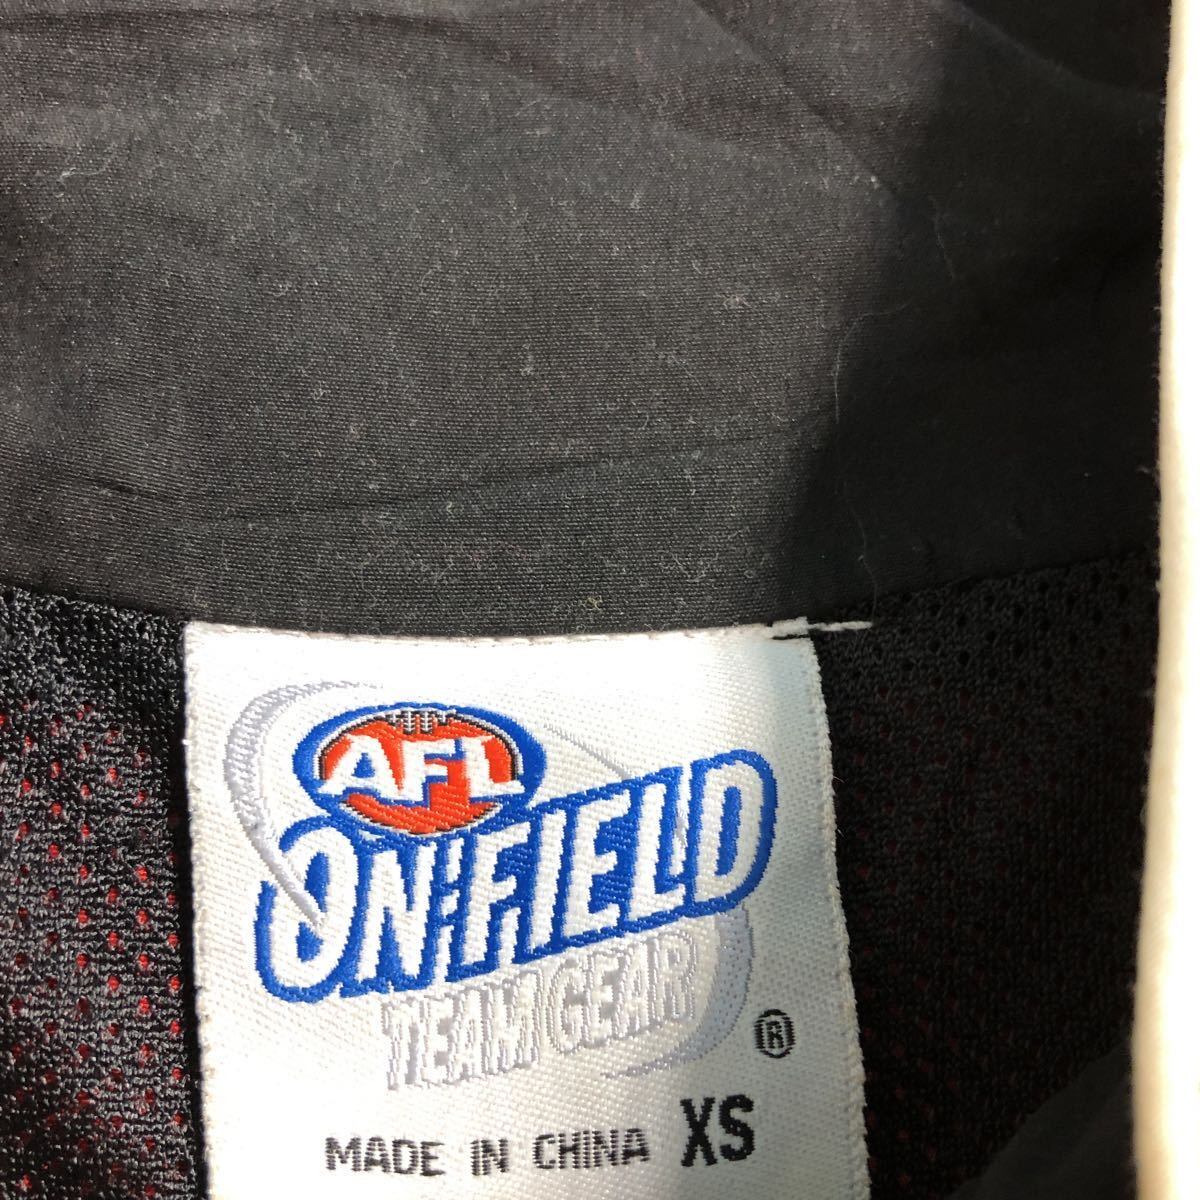 AFL
ON-FIELD
TEAM GEAR
®
MADE IN CHINA XS